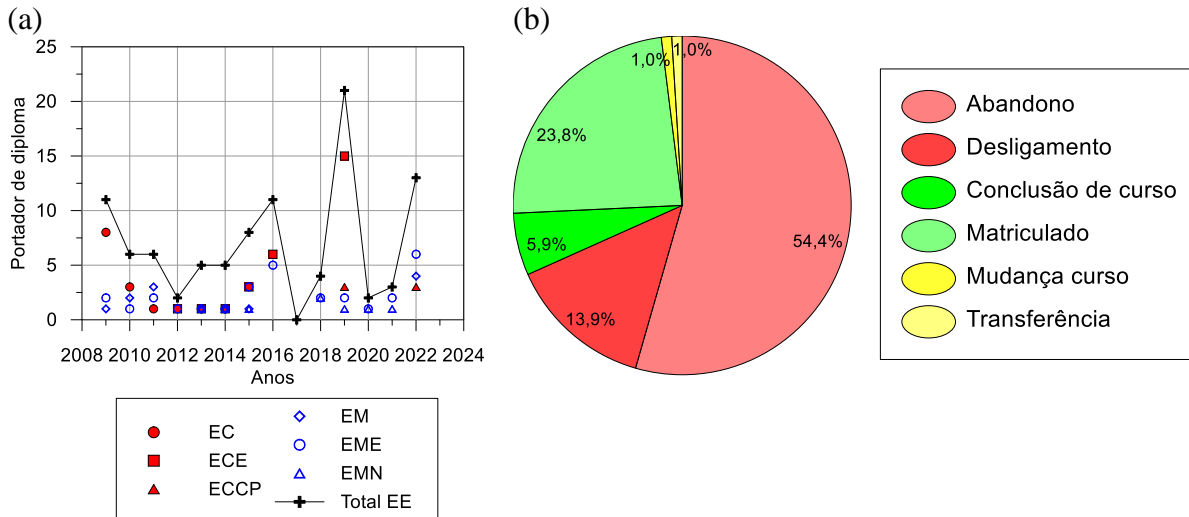 (a)
25
20
15
10
5
0
Portador de diploma
2008 2010 2012 2014 2016 2018 2020 2022 2024
Anos
EC
ECE
ECCP
EM
EME
EMN
Total EE
(b)
1,0%
1,0%
23,8%
5,9%
13,9%
54,4%
Abandono
Desligamento
Conclusão de curso
Matriculado
Mudança curso
Transferência